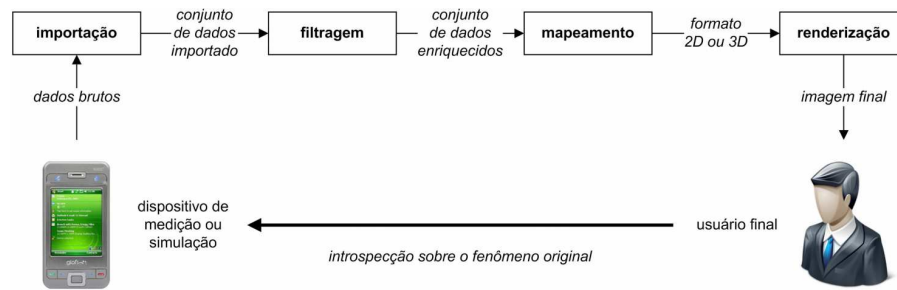 importação
conjunto
de dados
importado
filtragem
conjunto
de dados
enriquecidos
mapeamento
formato
2D ou 3D
renderização
dados brutos
imagem final
dispositivo de
medição ou
simulação
usuário final
introspecção sobre o fenômeno original